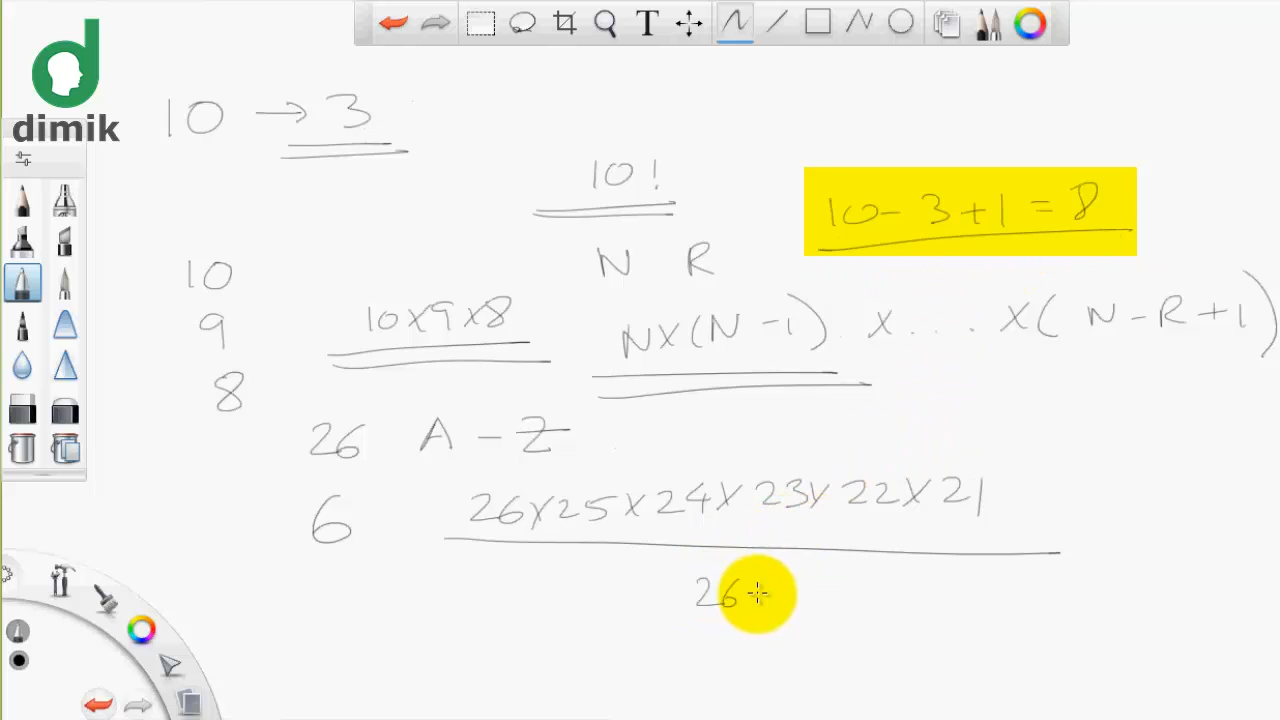 dimik
T
10 → 3
10!
10 - 3 + 1 = 8
N R
10
9
8
10×9×8
N×(N-1) × .... ×(N-R+1)
26 A - Z
6
26×25×24×23×22×21
26